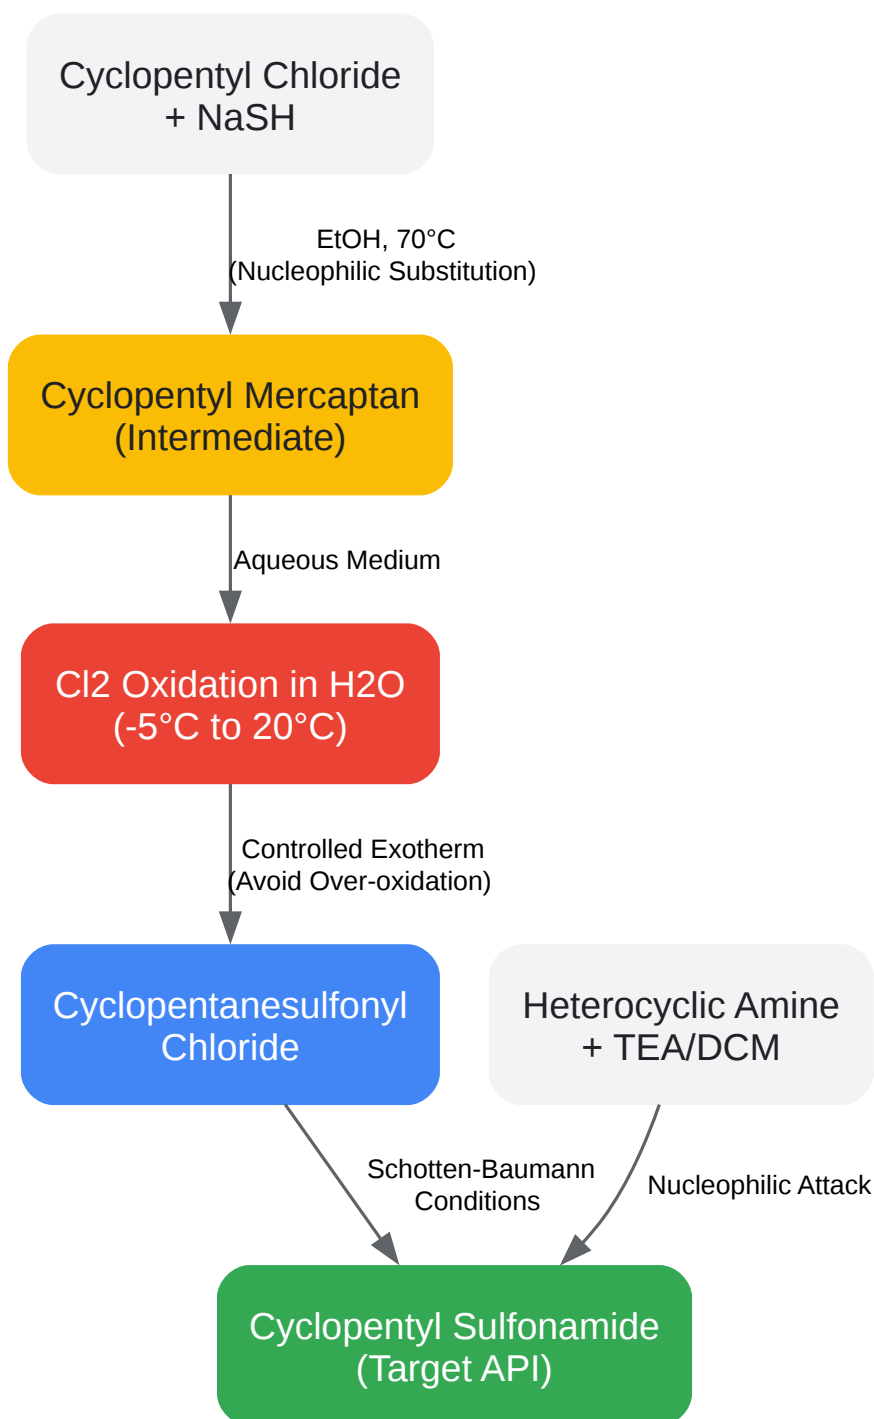 Cyclopentyl Chloride
+ NaSH
EtOH, 70°C
(Nucleophilic Substitution)
Cyclopentyl Mercaptan
(Intermediate)
Aqueous Medium
Cl2 Oxidation in H2O
(-5°C to 20°C)
Controlled Exotherm
(Avoid Over-oxidation)
Cyclopentanesulfonyl
Chloride
Heterocyclic Amine
+ TEA/DCM
Schotten-Baumann
Conditions
Nucleophilic Attack
Cyclopentyl Sulfonamide
(Target API)